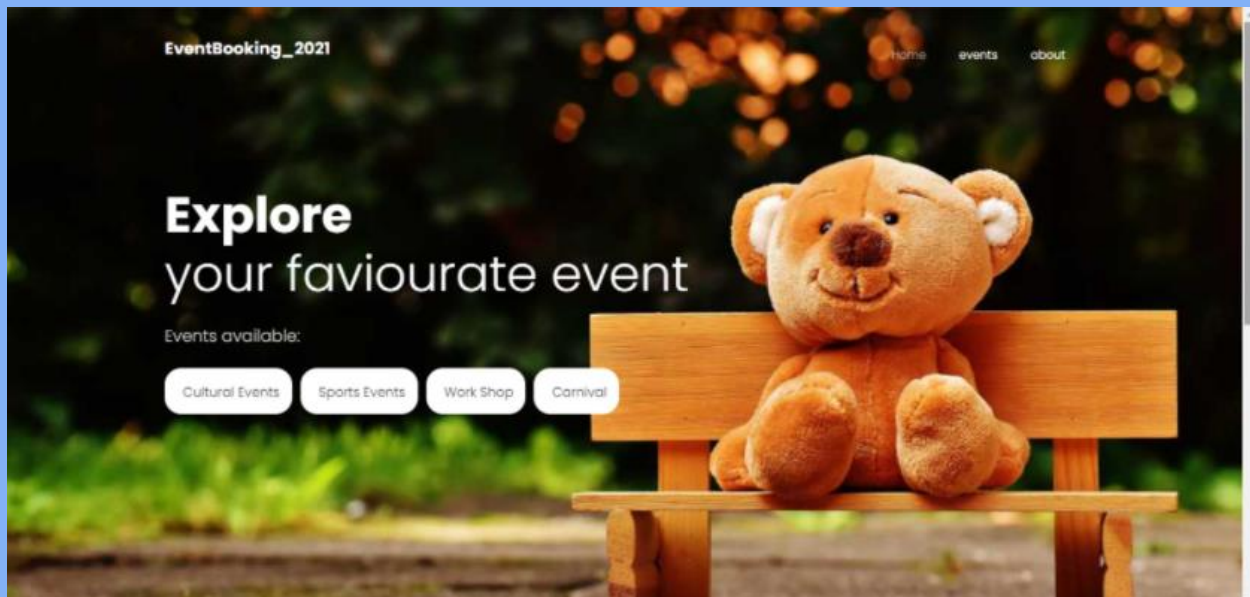 EventBooking_2021
Home events about
Explore
your faviourate event
Events available:
Cultural Events Sports Events Work Shop Carnival